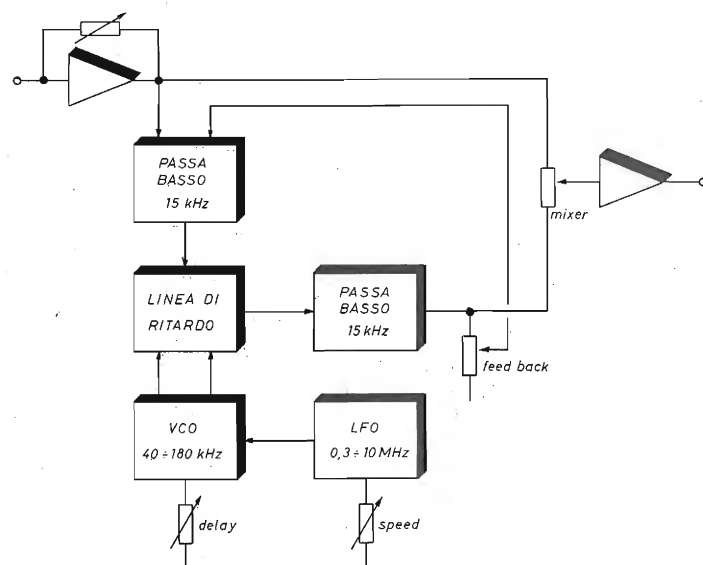 PASSA
BASSO
15 kHz
mixer
LINEA DI
RITARDO
PASSA
BASSO
15 kHz
feed back
VCO
40 ÷ 180 kHz
LFO
0,3 ÷ 10 MHz
delay
speed